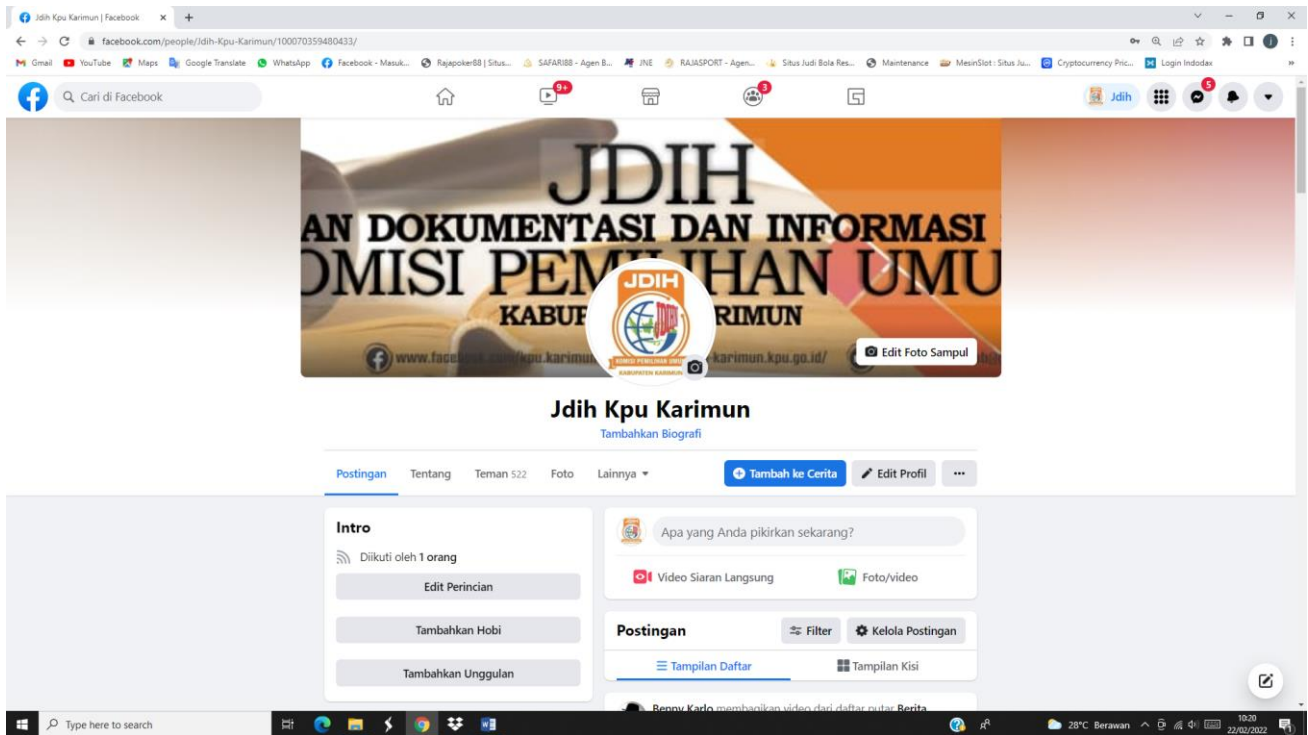 Jdih Kpu Karimun | Facebook
facebook.com/people/Jdih-Kpu-Karimun/100070359480433/
Gmail YouTube Maps Google Translate WhatsApp Facebook - Masuk... Rajapoker88 | Situs... SAFARI88 - Agen B... JNE RAJASPORT - Agen... Situs Judi Bola Res... Maintenance MesinSlot : Situs Ju... Cryptocurrency Pric... Login Indodax
Cari di Facebook 9+ 3 Jdih 5
JDIH
AN DOKUMENTASI DAN INFORMASI
OMISI PEMILIHAN UMU
KARIMUN
JDIH
KOMISI PEMILIHAN UMUM
KABUPATEN KARIMUN
Edit Foto Sampul
Jdih Kpu Karimun
Tambahkan Biografi
Postingan Tentang Teman 522 Foto Lainnya Tambah ke Cerita Edit Profil
Intro
Diikuti oleh 1 orang
Edit Perincian
Tambahkan Hobi
Tambahkan Unggulan
Apa yang Anda pikirkan sekarang?
Video Siaran Langsung Foto/video
Postingan Filter Kelola Postingan
Tampilan Daftar Tampilan Kisi
Benny Karlo membagikan video dari daftar putar Berita
Type here to search 28°C Berawan 10:20
22/02/2022